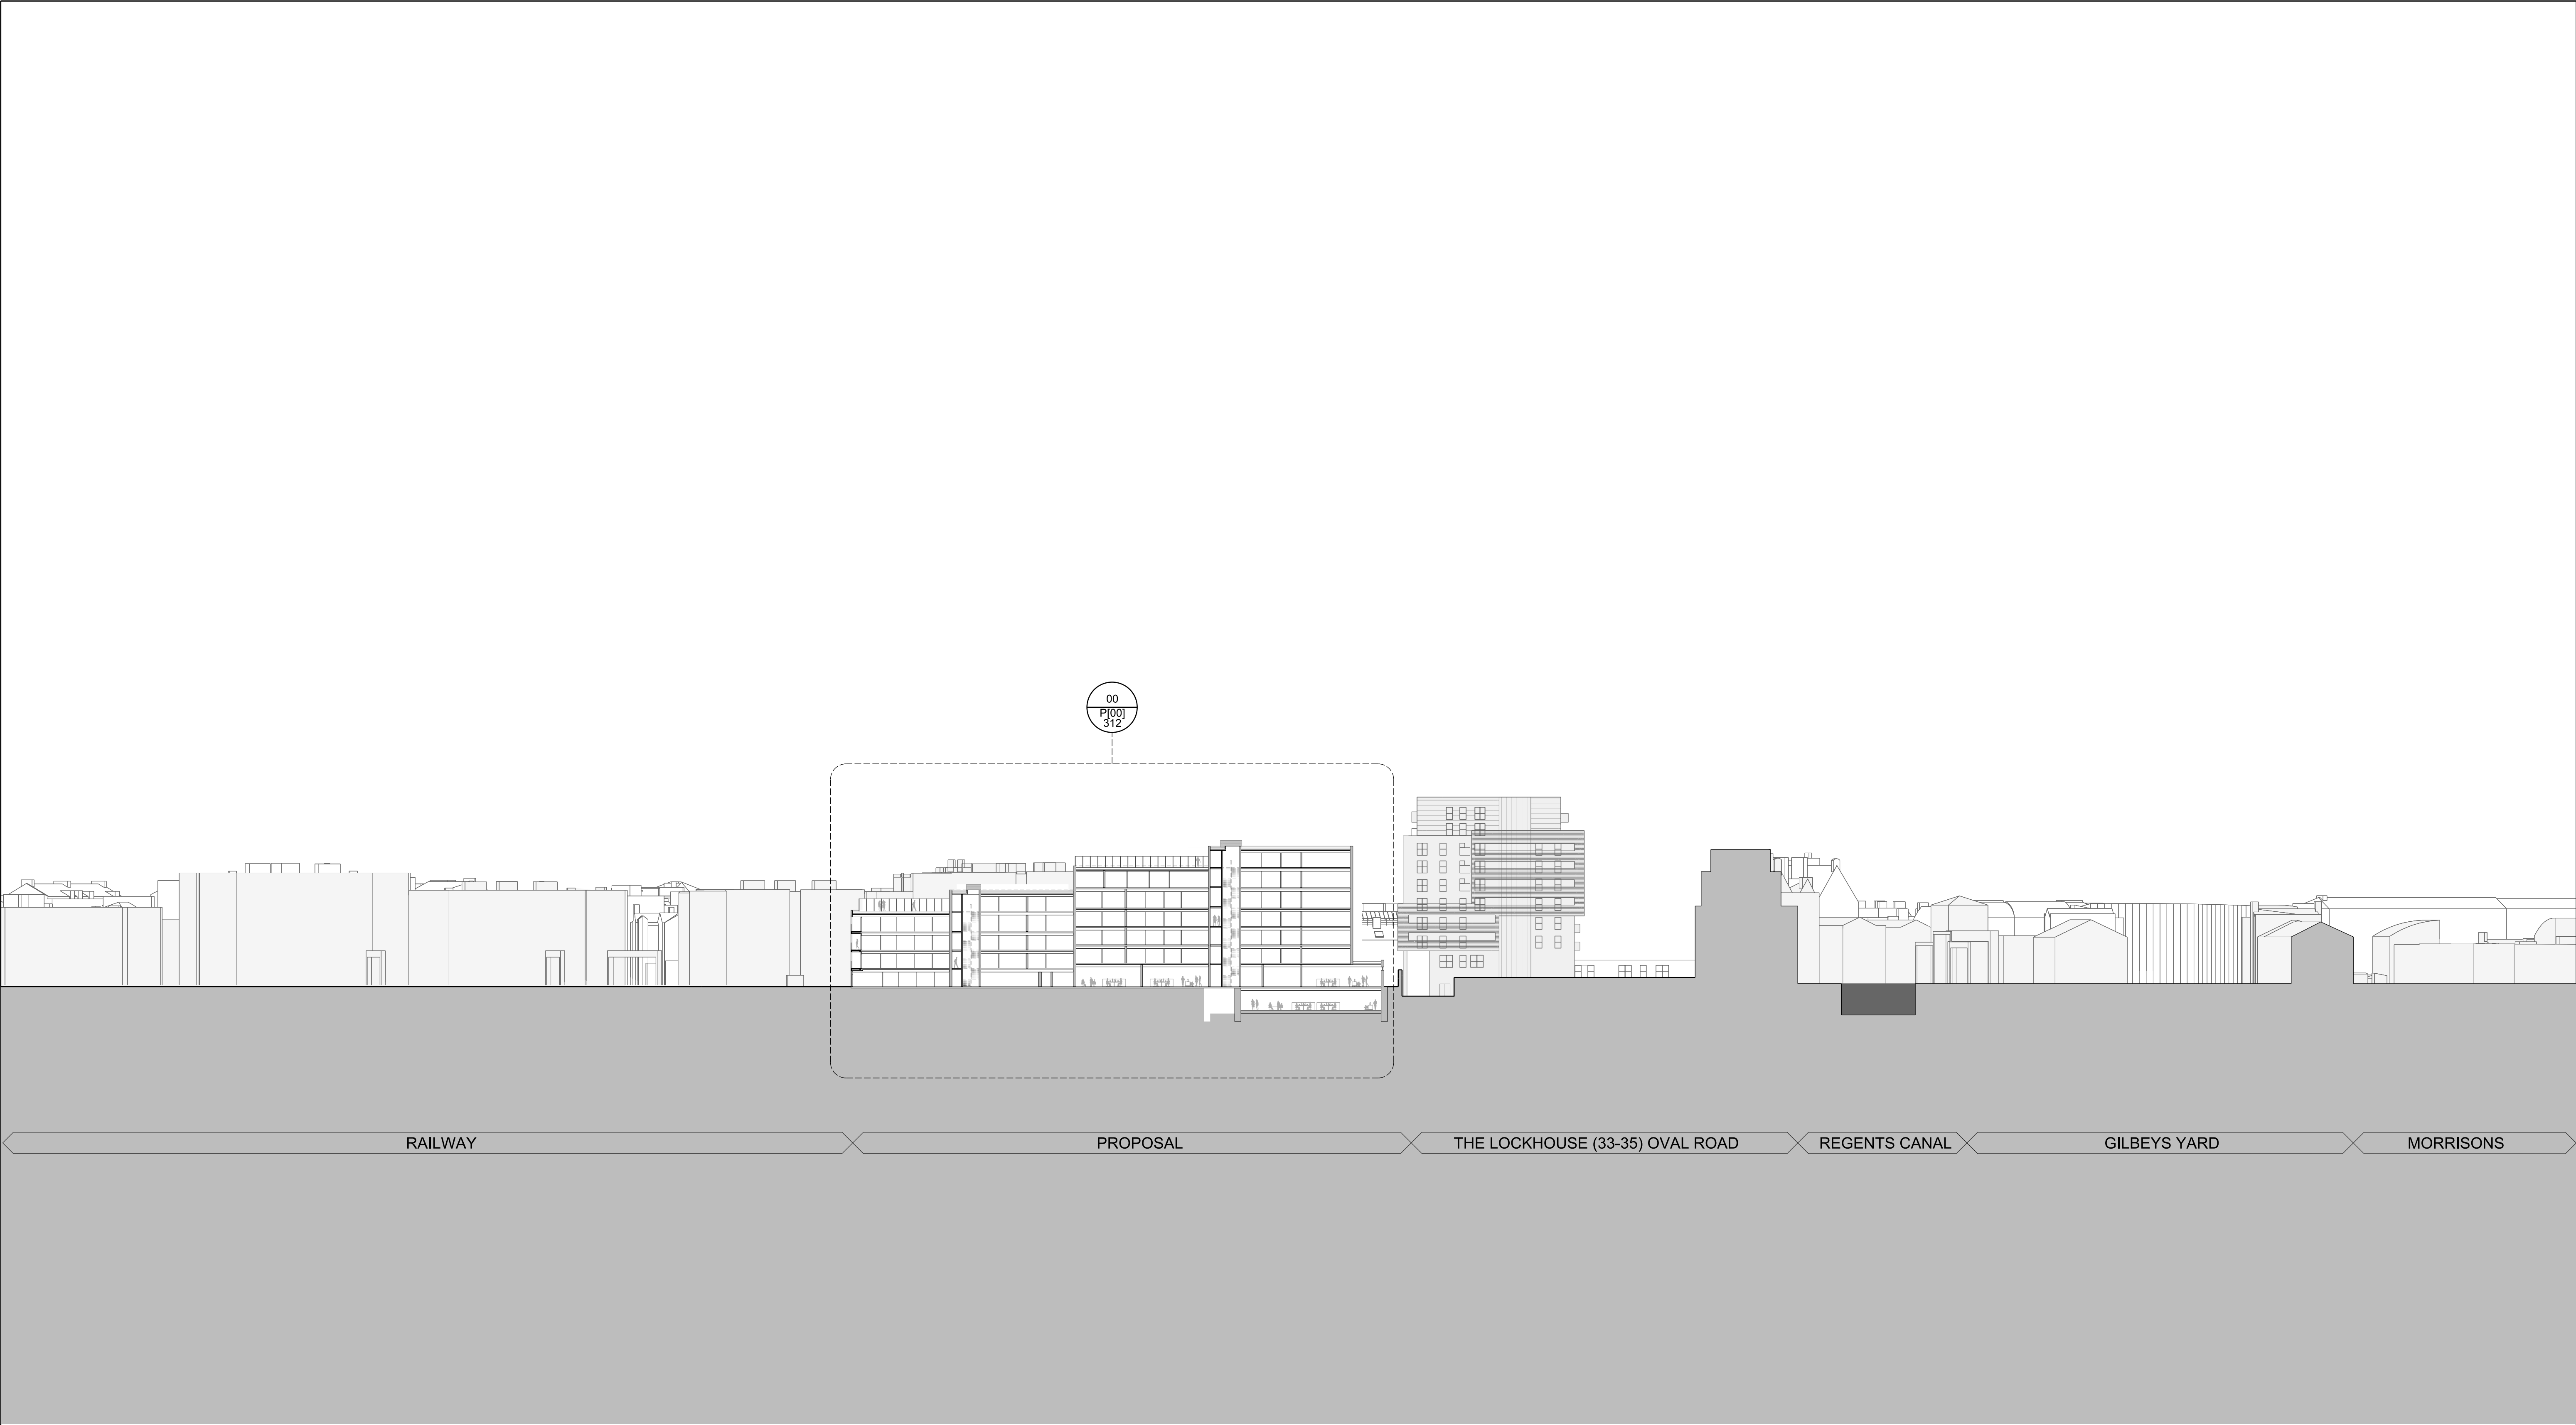 00
P[00]
312
RAILWAY
PROPOSAL
THE LOCKHOUSE (33-35) OVAL ROAD
REGENTS CANAL
GILBEYS YARD
MORRISONS